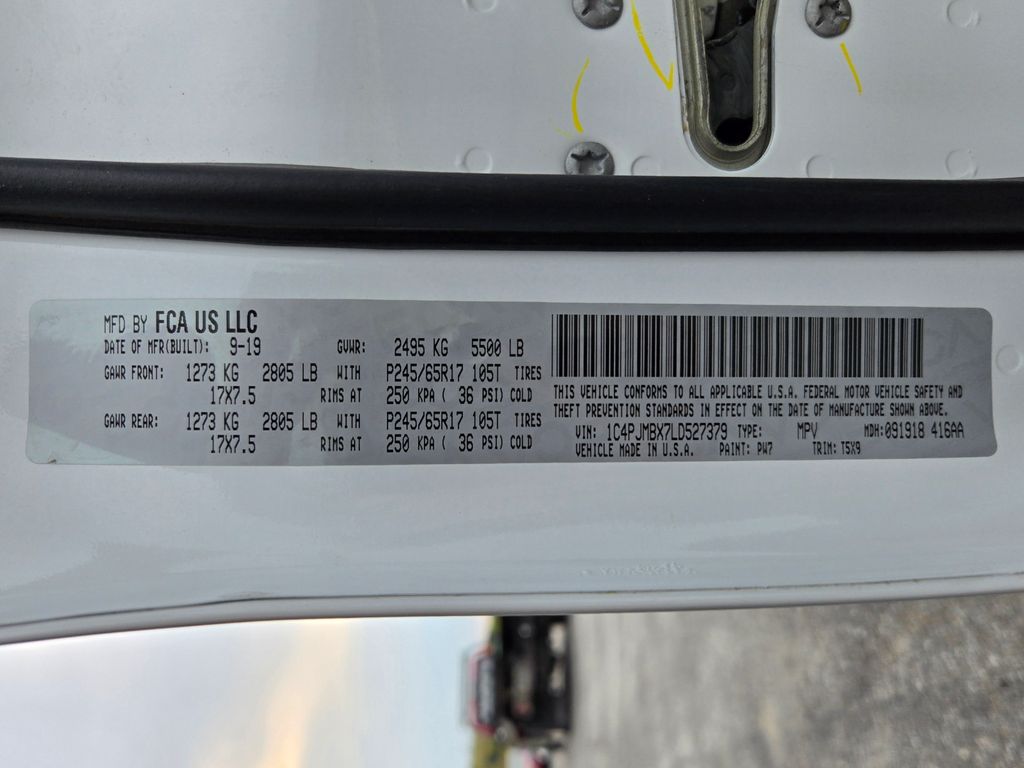 MFD BY FCA US LLC
DATE OF MFR(BUILT): 9-19 GVWR: 2495 KG 5500 LB
GAWR FRONT: 1273 KG 2805 LB WITH P245/65R17 105T TIRES
17X7.5 RIMS AT 250 KPA ( 36 PSI) COLD
GAWR REAR: 1273 KG 2805 LB WITH P245/65R17 105T TIRES
17X7.5 RIMS AT 250 KPA ( 36 PSI) COLD
THIS VEHICLE CONFORMS TO ALL APPLICABLE U.S.A. FEDERAL MOTOR VEHICLE SAFETY AND
THEFT PREVENTION STANDARDS IN EFFECT ON THE DATE OF MANUFACTURE SHOWN ABOVE.
VIN: 1C4PJMBX7LD527379 TYPE: MPV MDH:091918 416AA
VEHICLE MADE IN U.S.A. PAINT: PW7 TRIM: T5X9